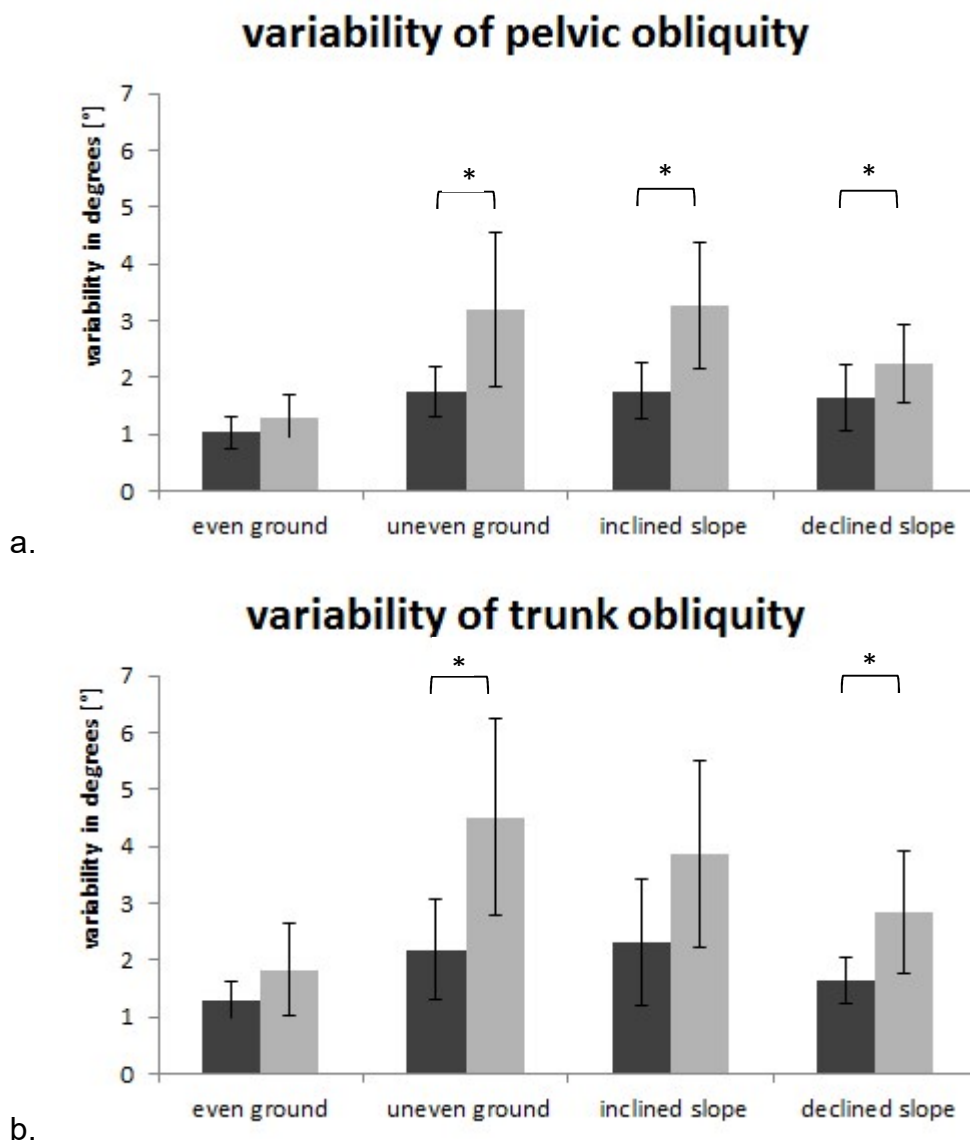 variability of pelvic obliquity
variability in degrees [°]
7
6
5
4
3
2
1
0
* * *
even ground uneven ground inclined slope declined slope
a.
variability of trunk obliquity
variability in degrees [°]
7
6
5
4
3
2
1
0
* *
even ground uneven ground inclined slope declined slope
b.